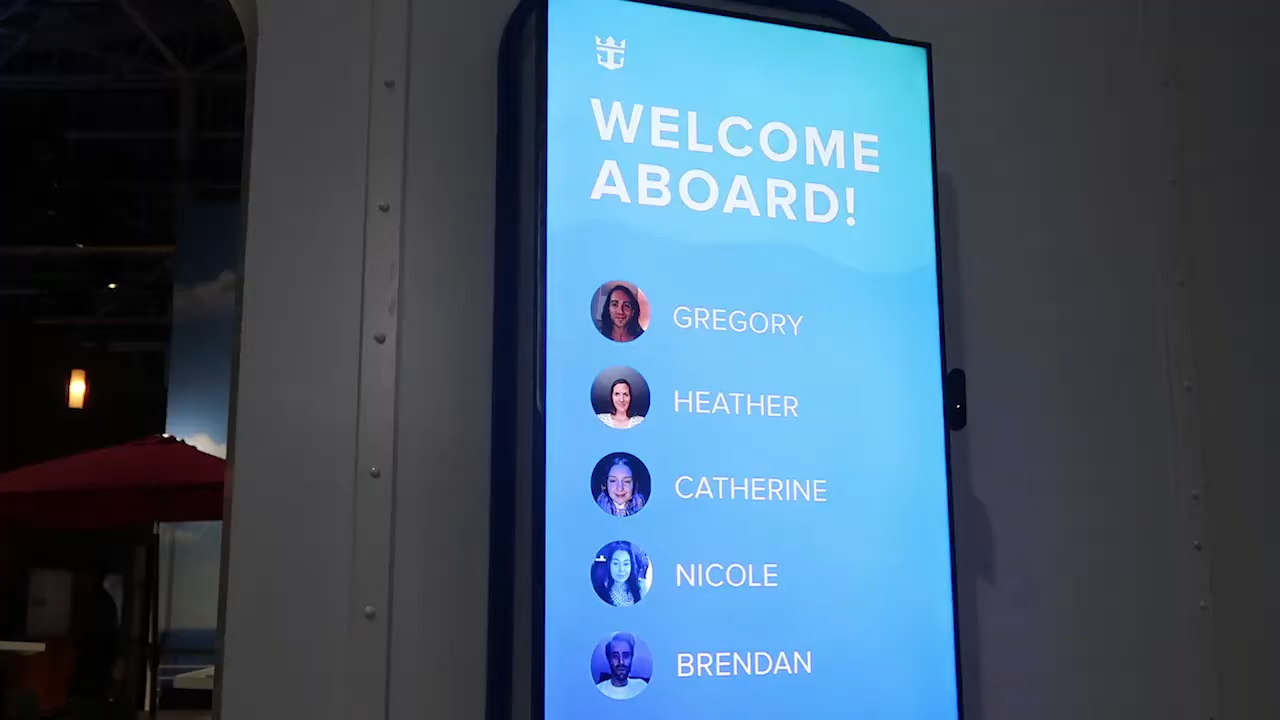 WELCOME
ABOARD!
GREGORY
HEATHER
CATHERINE
NICOLE
BRENDAN